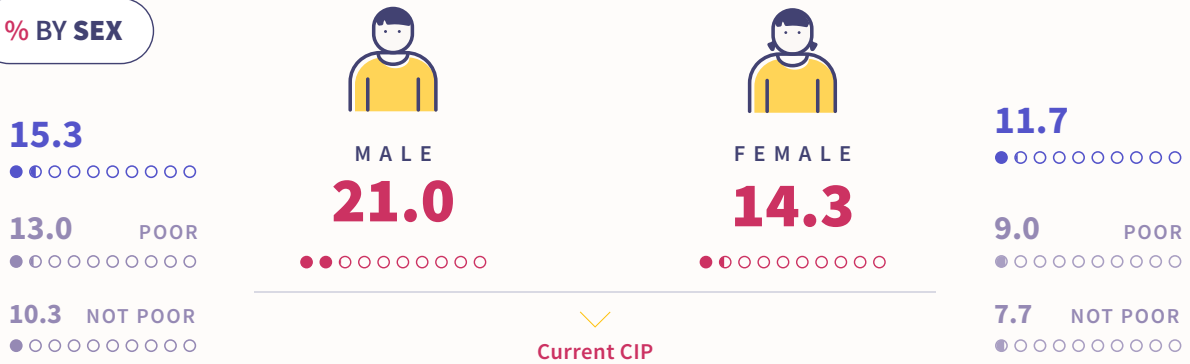 % BY SEX
15.3
13.0 POOR
10.3 NOT POOR
MALE
21.0
FEMALE
14.3
11.7
9.0 POOR
7.7 NOT POOR
Current CIP